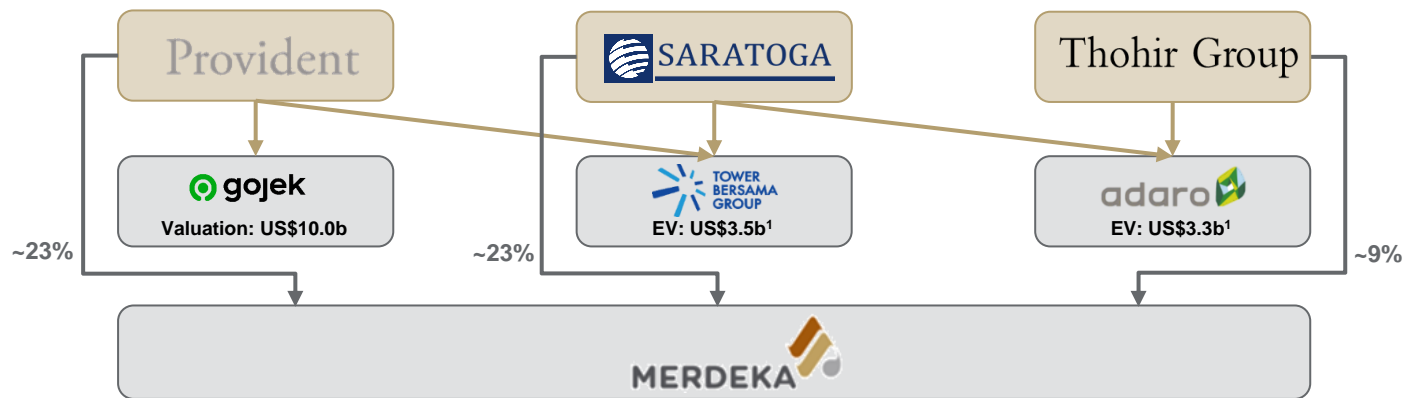 Provident
SARATOGA
Thohir Group
gojek
Valuation: US$10.0b
TOWER
BERSAMA
GROUP
EV: US$3.5b¹
adaro
EV: US$3.3b¹
~23%
~23%
~9%
MERDEKA